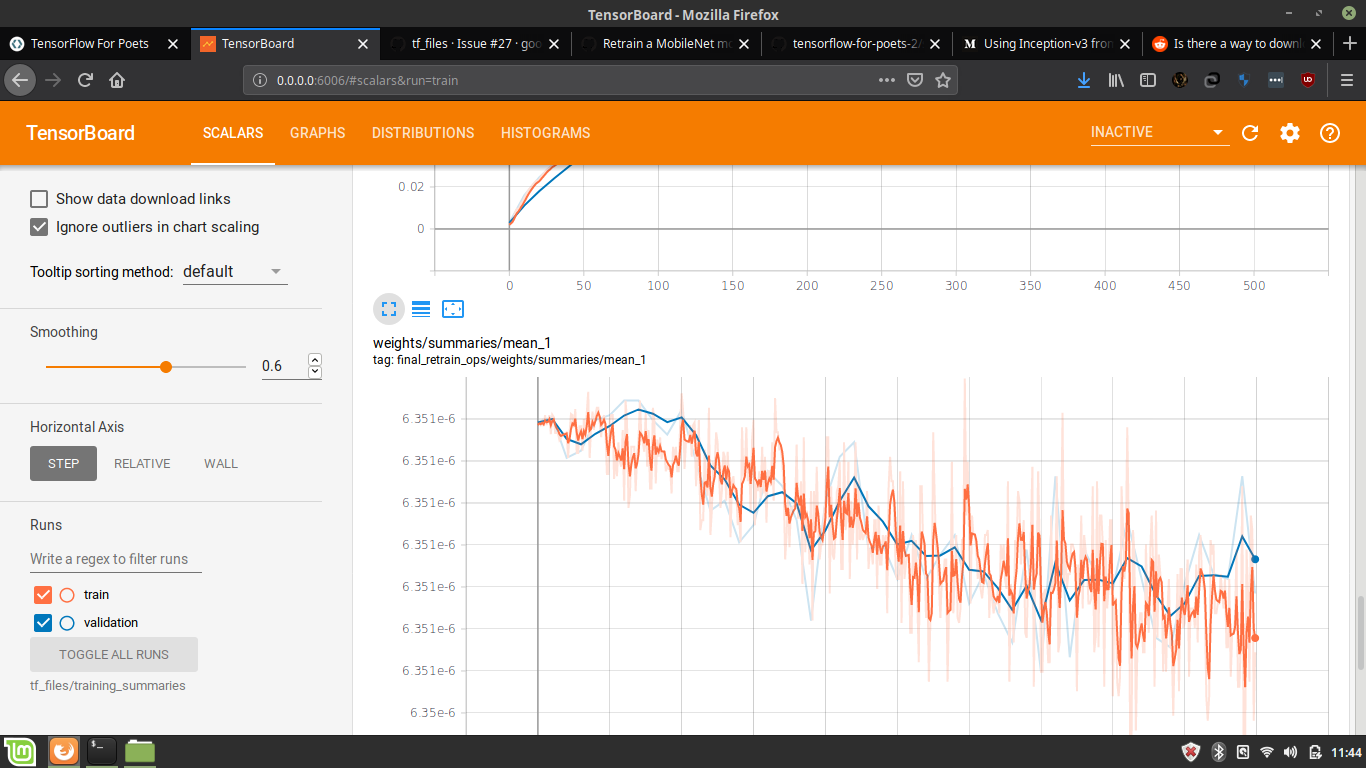 TensorBoard - Mozilla Firefox
TensorFlow For Poets
TensorBoard
tf_files · Issue #27 · goo
Retrain a MobileNet mo
tensorflow-for-poets-2/
Using Inception-v3 from
Is there a way to downl
0.0.0.0:6006/#scalars&run=train
TensorBoard
SCALARS
GRAPHS
DISTRIBUTIONS
HISTOGRAMS
INACTIVE
Show data download links
Ignore outliers in chart scaling
Tooltip sorting method: default
Smoothing
0.6
Horizontal Axis
STEP
RELATIVE
WALL
Runs
Write a regex to filter runs
train
validation
TOGGLE ALL RUNS
tf_files/training_summaries
0.02
0
0 50 100 150 200 250 300 350 400 450 500
weights/summaries/mean_1
tag: final_retrain_ops/weights/summaries/mean_1
6.351e-6
6.351e-6
6.351e-6
6.351e-6
6.351e-6
6.351e-6
6.351e-6
6.35e-6
11:44